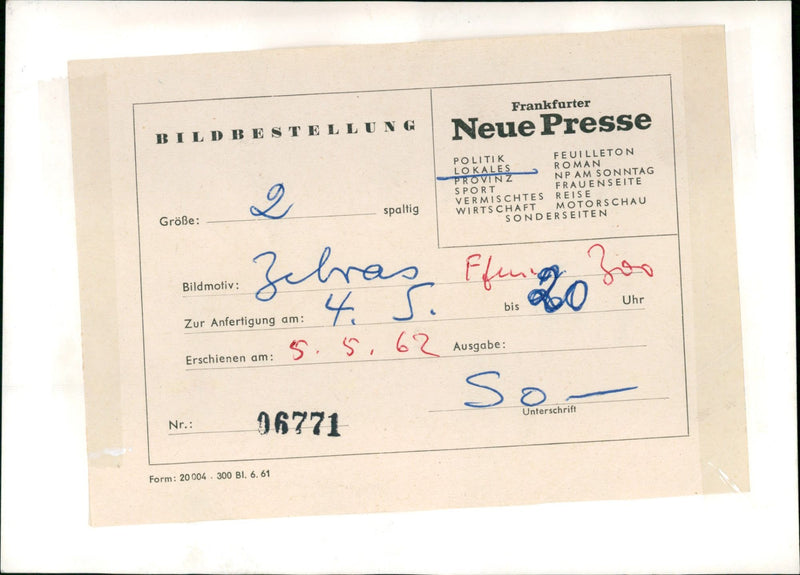 BILDBESTELLUNG
Frankfurter
Neue Presse
POLITIK FEUILLETON
LOKALES ROMAN
PROVINZ NP AM SONNTAG
SPORT FRAUENSEITE
VERMISCHTES REISE
WIRTSCHAFT MOTORSCHAU
SONDERSEITEN
Größe: 2 spaltig
Bildmotiv: Zebras Zoo
Zur Anfertigung am: 4. 5. bis 20 Uhr
Erschienen am: 5. 5. 62 Ausgabe:
So
Unterschrift
Nr.: 06771
Form: 20004 . 300 Bl. 6. 61